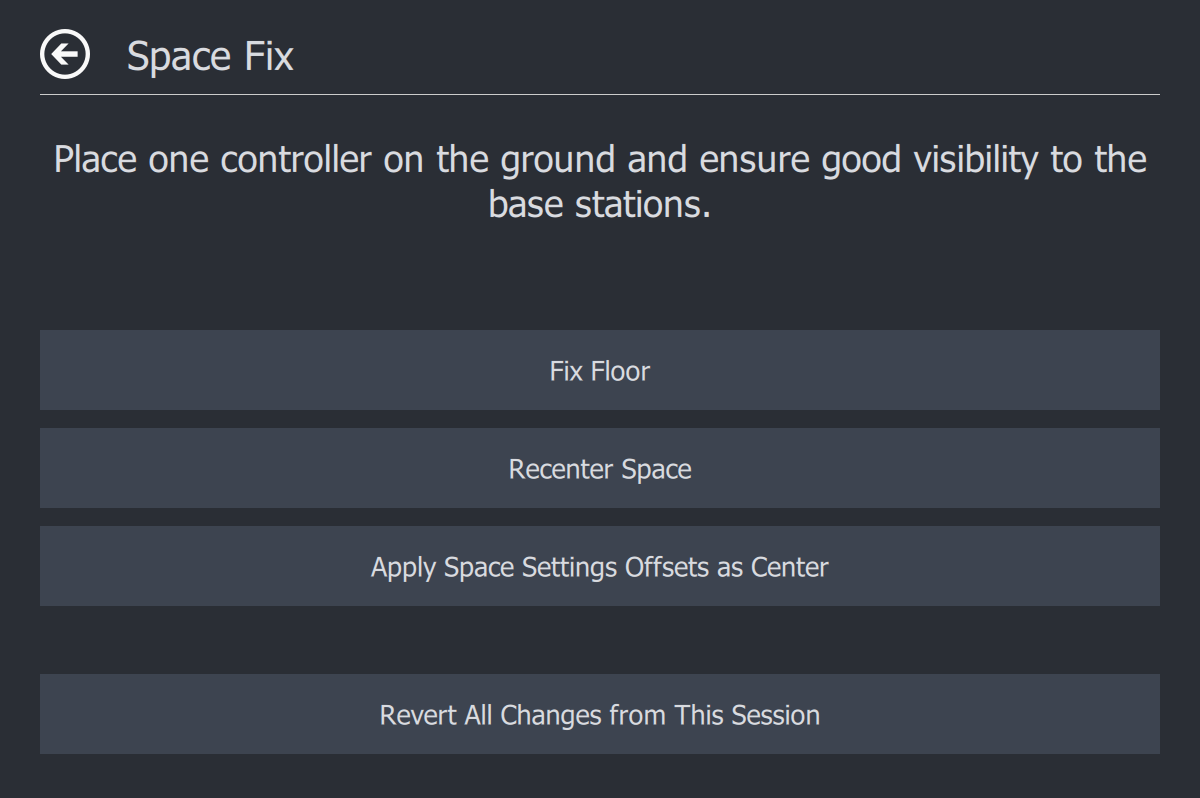 Space Fix
Place one controller on the ground and ensure good visibility to the
base stations.
Fix Floor
Recenter Space
Apply Space Settings Offsets as Center
Revert All Changes from This Session